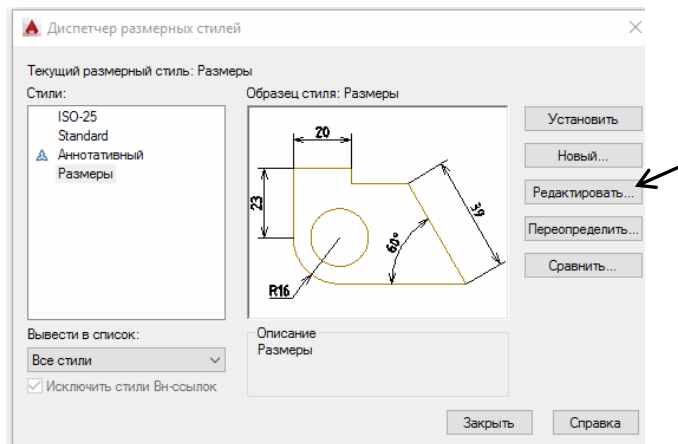 Диспетчер размерных стилей
Текущий размерный стиль: Размеры
Стили:
ISO-25
Standard
Аннотативный
Размеры
Образец стиля: Размеры
20
23
39
60°
R16
Установить
Новый...
Редактировать...
Переопределить...
Сравнить...
Вывести в список:
Все стили
Исключить стили Вн-ссылок
Описание
Размеры
Закрыть
Справка